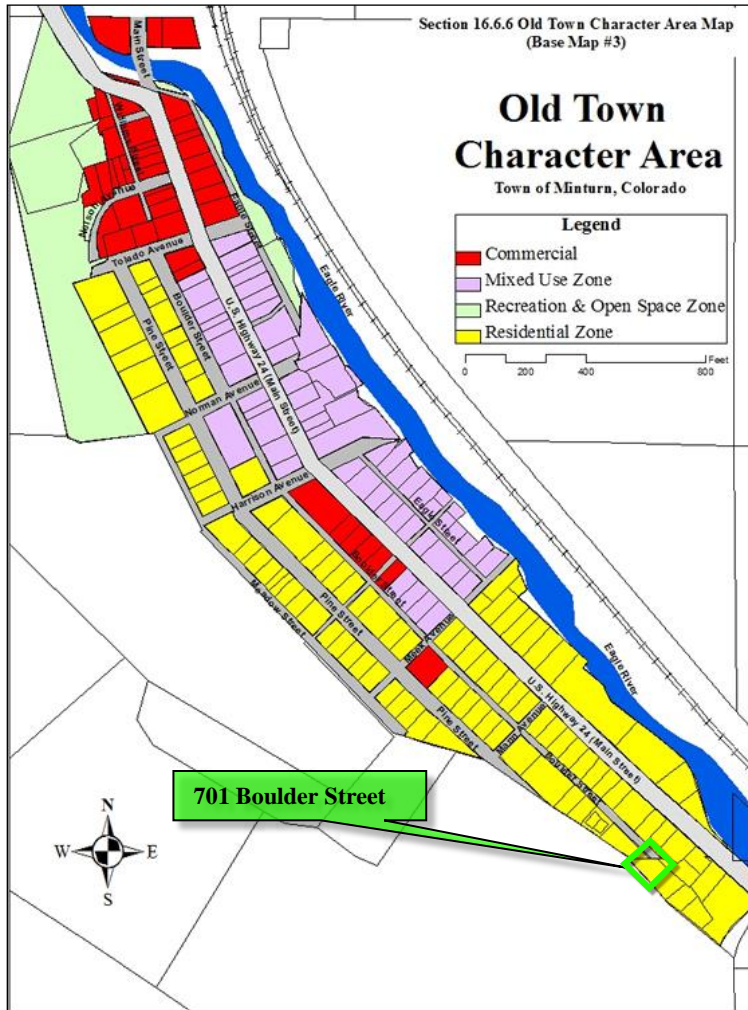 Section 16.6.6 Old Town Character Area Map
(Base Map #3)
Old Town
Character Area
Town of Minturn, Colorado
Legend
Commercial
Mixed Use Zone
Recreation & Open Space Zone
Residential Zone
Feet
0 200 400 800
Main Street
Williams Street
Nelson Avenue
Eagle Street
Toledo Avenue
Boulder Street
Pine Street
Eagle River
U.S. Highway 24 (Main Street)
Norman Avenue
Harrison Avenue
Eagle Street
Boulder Street
Meadow Street
Pine Street
Meek Avenue
Eagle River
U.S. Highway 24 (Main Street)
Mann Avenue
Pine Street
Boulder Street
701 Boulder Street
N
W E
S